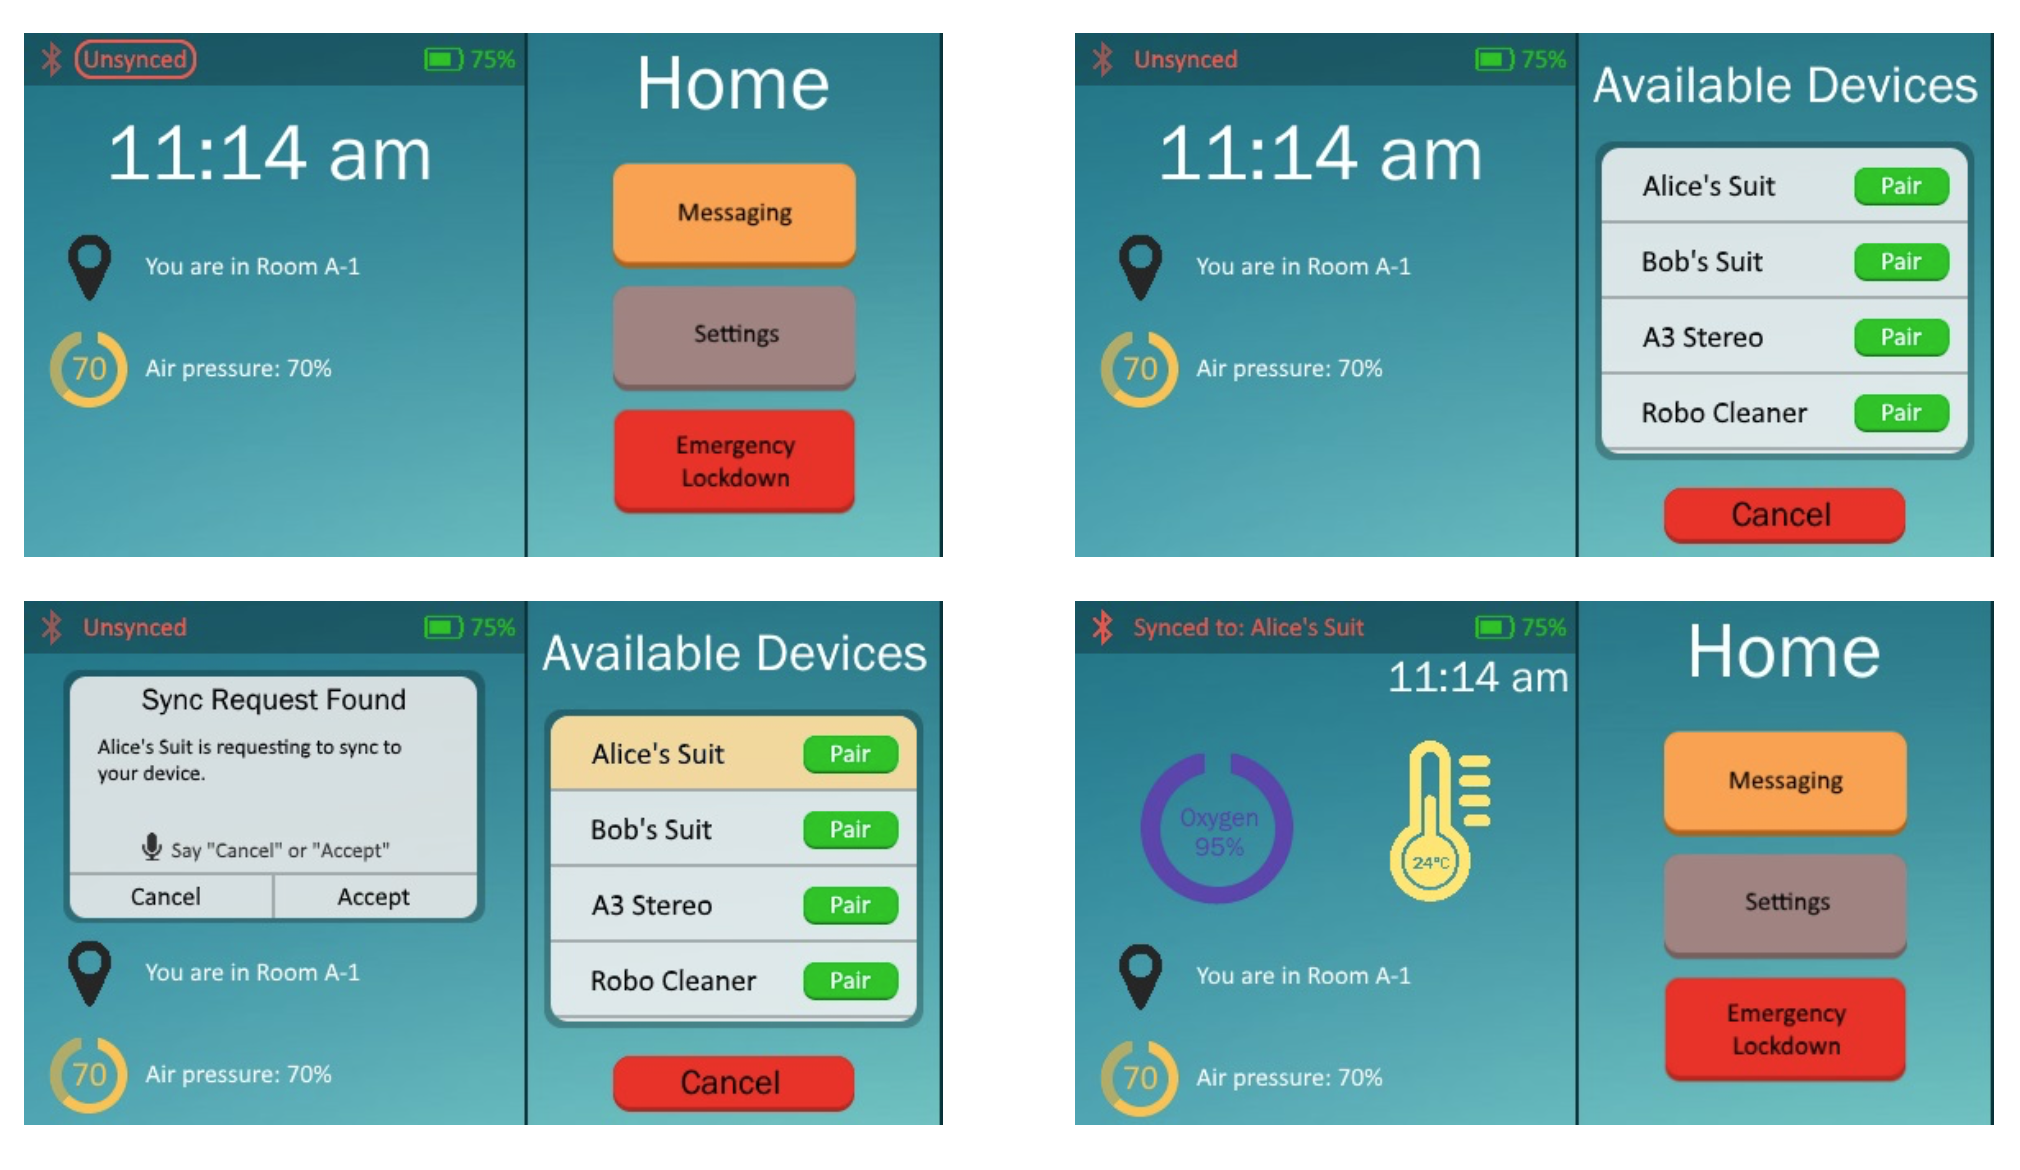 Unsynced
75%
Home
11:14 am
Messaging
You are in Room A-1
Settings
70
Air pressure: 70%
Emergency
Lockdown
Unsynced
75%
Available Devices
11:14 am
Alice's Suit
Pair
Bob's Suit
Pair
You are in Room A-1
A3 Stereo
Pair
70
Air pressure: 70%
Robo Cleaner
Pair
Cancel
Unsynced
75%
Available Devices
Sync Request Found
Alice's Suit is requesting to sync to
your device.
Say "Cancel" or "Accept"
Cancel
Accept
Alice's Suit
Pair
Bob's Suit
Pair
A3 Stereo
Pair
Robo Cleaner
Pair
You are in Room A-1
70
Air pressure: 70%
Cancel
Synced to: Alice's Suit
75%
Home
11:14 am
Oxygen
95%
24°C
Messaging
Settings
You are in Room A-1
Emergency
Lockdown
70
Air pressure: 70%